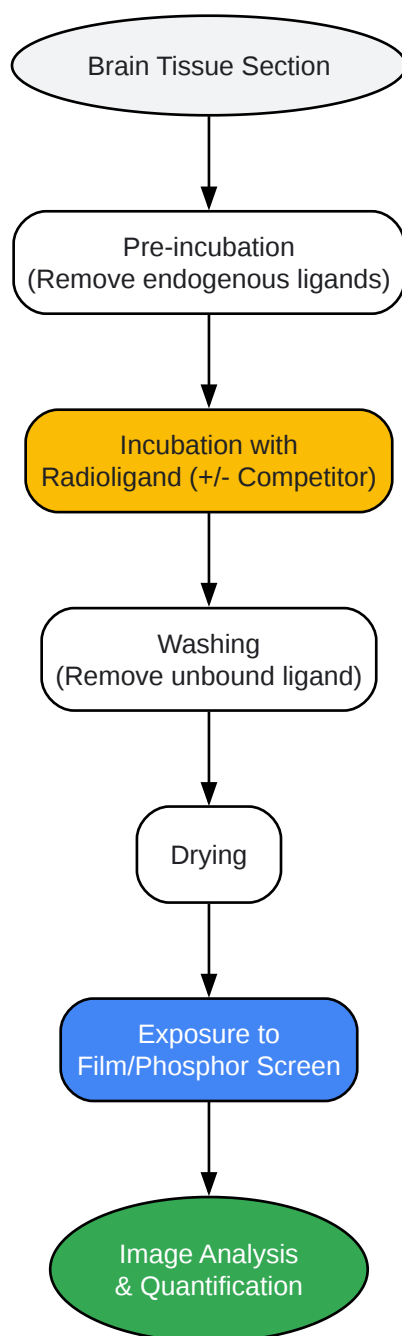 Brain Tissue Section
Pre-incubation
(Remove endogenous ligands)
Incubation with
Radioligand (+/- Competitor)
Washing
(Remove unbound ligand)
Drying
Exposure to
Film/Phosphor Screen
Image Analysis
& Quantification